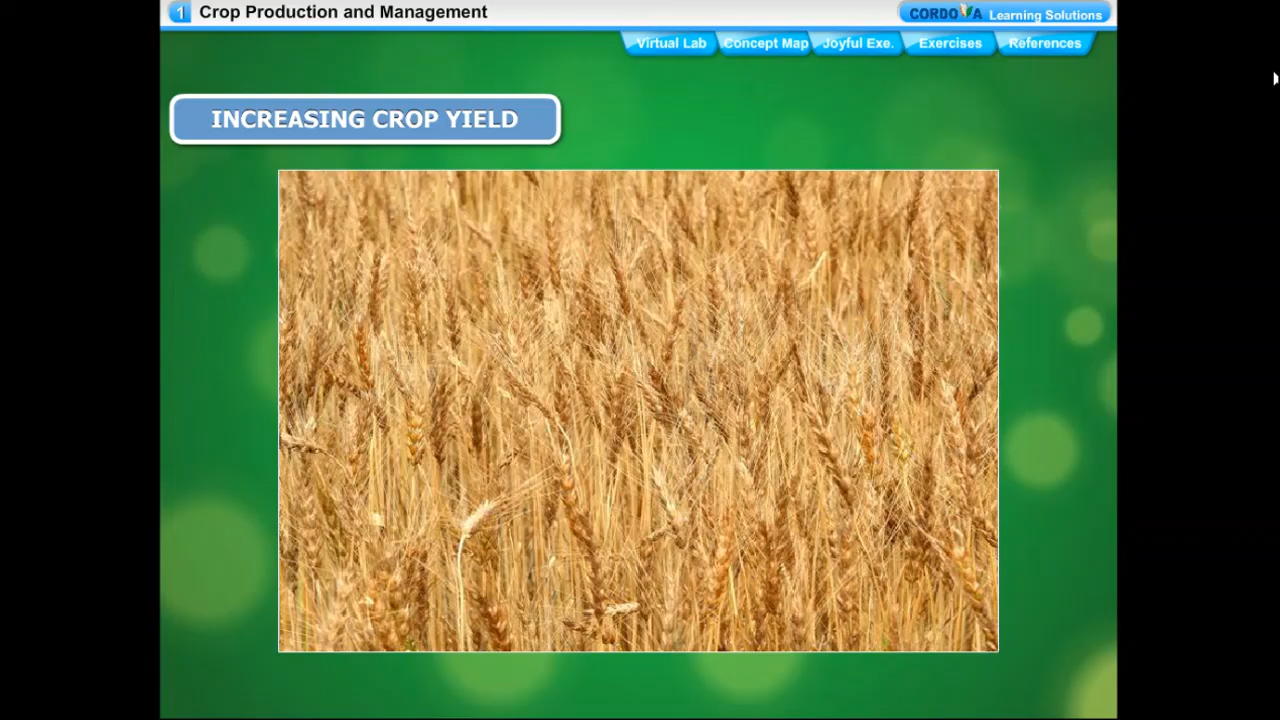 1 Crop Production and Management
CORDOVA Learning Solutions
Virtual Lab
Concept Map
Joyful Exe.
Exercises
References
INCREASING CROP YIELD